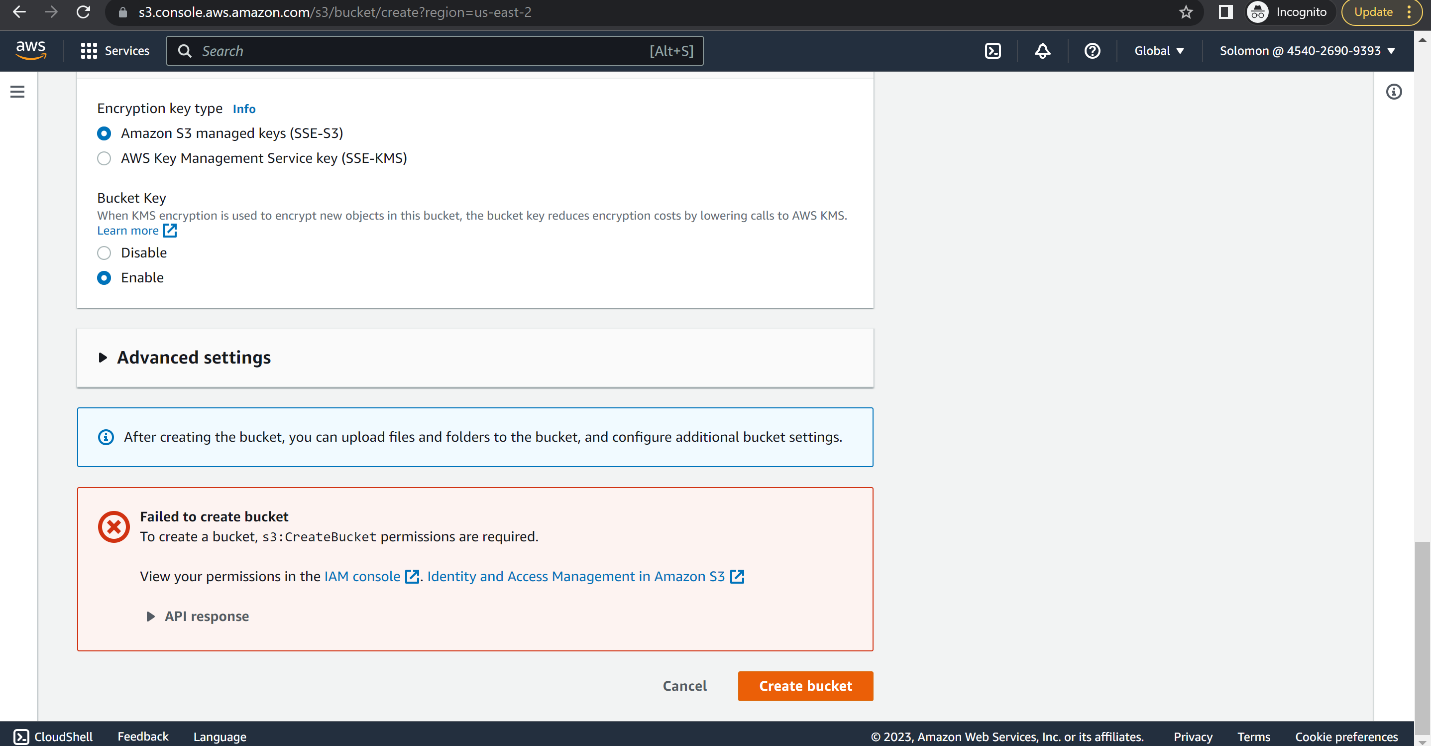 s3.console.aws.amazon.com/s3/bucket/create?region=us-east-2
Incognito
Update
aws
Services
Search
[Alt+S]
Global
Solomon @ 4540-2690-9393
Encryption key type Info
Amazon S3 managed keys (SSE-S3)
AWS Key Management Service key (SSE-KMS)
Bucket Key
When KMS encryption is used to encrypt new objects in this bucket, the bucket key reduces encryption costs by lowering calls to AWS KMS.
Learn more
Disable
Enable
Advanced settings
After creating the bucket, you can upload files and folders to the bucket, and configure additional bucket settings.
Failed to create bucket
To create a bucket, s3:CreateBucket permissions are required.
View your permissions in the IAM console. Identity and Access Management in Amazon S3
API response
Cancel
Create bucket
CloudShell
Feedback
Language
© 2023, Amazon Web Services, Inc. or its affiliates.
Privacy
Terms
Cookie preferences